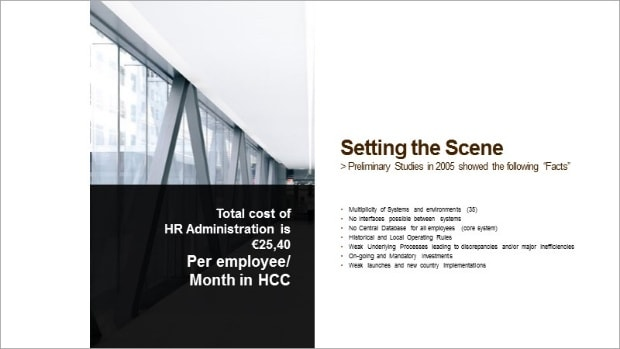 Setting the Scene
> Preliminary Studies in 2005 showed the following “Facts”
Total cost of
HR Administration is
€25,40
Per employee/
Month in HCC
• Multiplicity of Systems and environments (35)
• No interfaces possible between systems
• No Central Database for all employees (core system)
• Historical and Local Operating Rules
• Weak Underlying Processes leading to discrepancies and/or major inefficiencies
• On-going and Mandatory Investments
• Weak launches and new country implementations